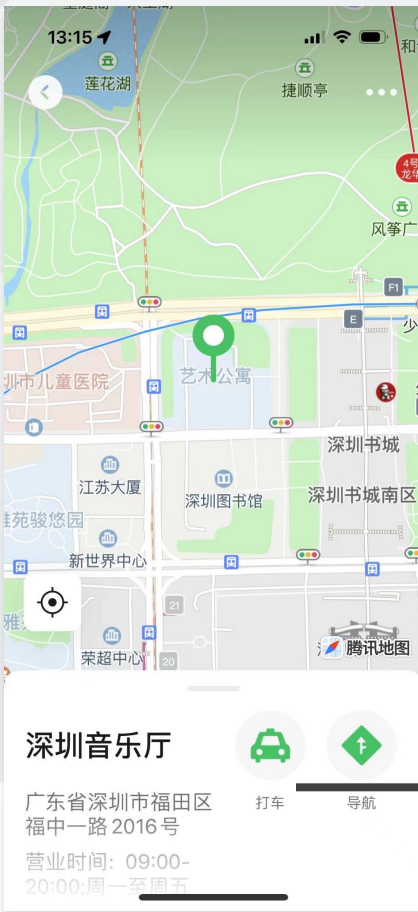 13:15
莲花湖
捷顺亭
4号
龙华
风筝广
F1
E
少
艺术公寓
圳市儿童医院
深圳书城
江苏大厦
深圳图书馆
深圳书城南区
雅苑骏悠园
新世界中心
21
荣超中心
20
腾讯地图
深圳音乐厅
打车
导航
广东省深圳市福田区
福中一路2016号
营业时间：09:00-
20:00;周一至周五